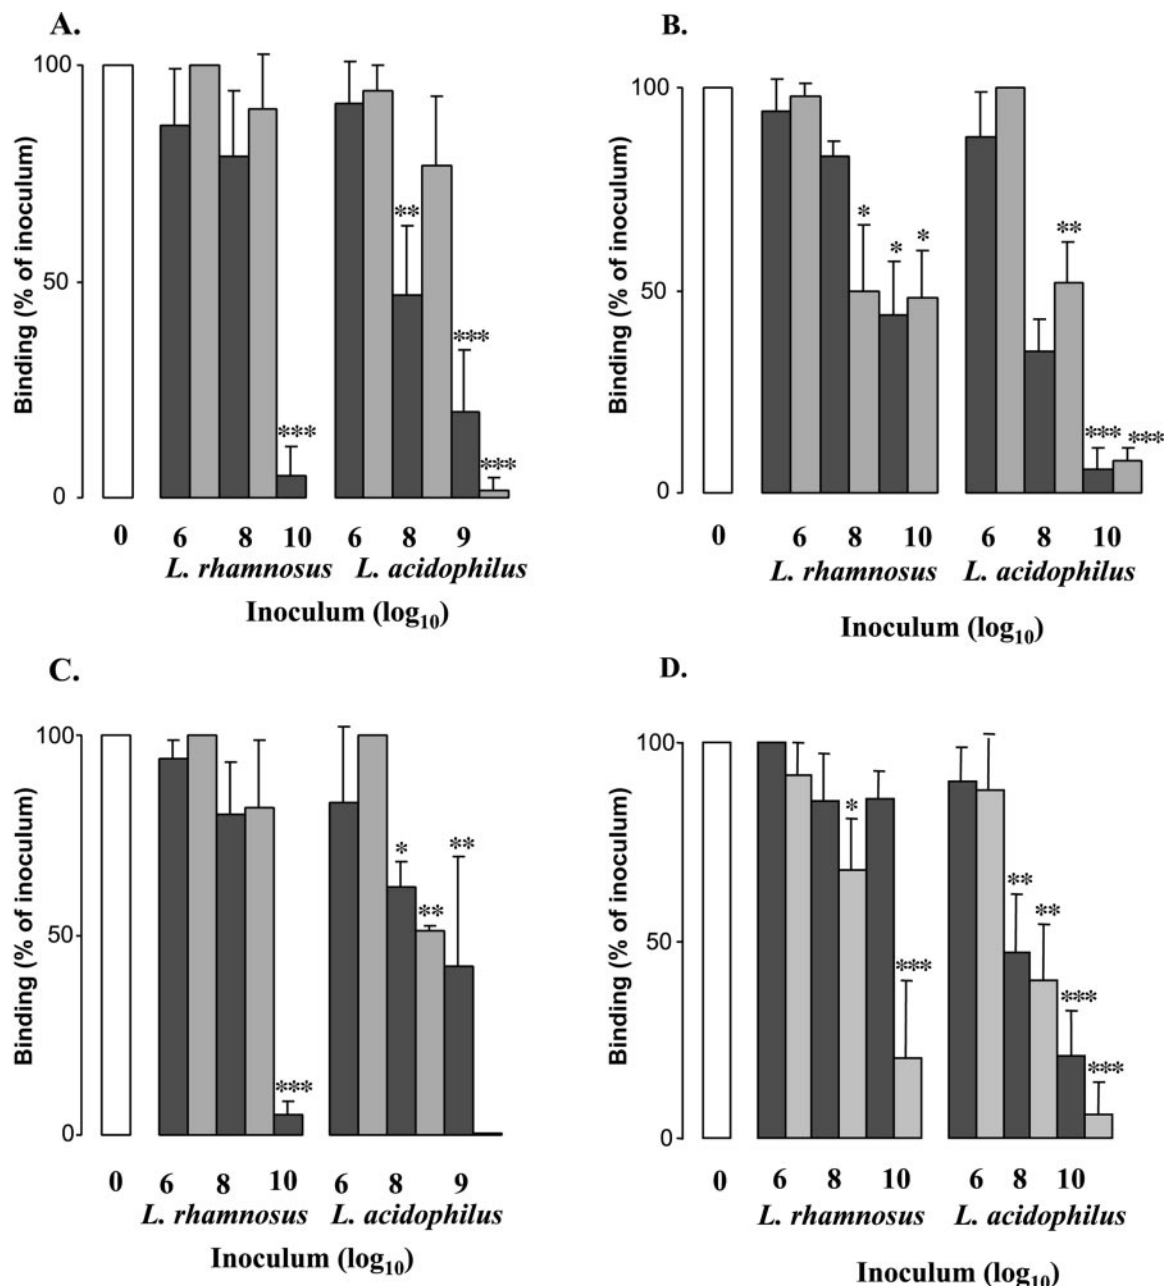 A.
Binding (% of inoculum)
100
50
0
**
***
***
***
0 6 8 10 6 8 9
L. rhamnosus L. acidophilus
Inoculum (log10)
B.
Binding (% of inoculum)
100
50
0
*
*
*
**
***
***
0 6 8 10 6 8 10
L. rhamnosus L. acidophilus
Inoculum (log10)
C.
Binding (% of inoculum)
100
50
0
***
*
**
**
0 6 8 10 6 8 9
L. rhamnosus L. acidophilus
Inoculum (log10)
D.
Binding (% of inoculum)
100
50
0
*
***
**
**
***
***
0 6 8 10 6 8 10
L. rhamnosus L. acidophilus
Inoculum (log10)